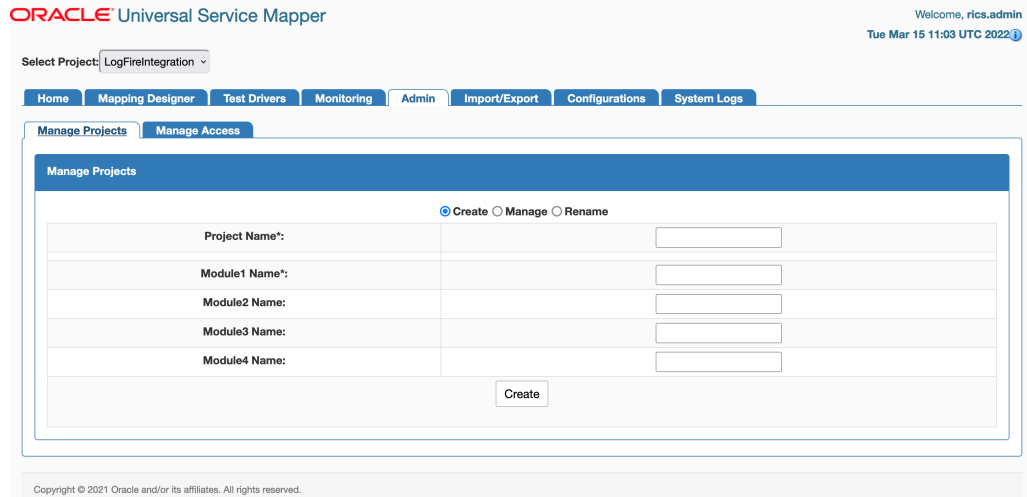 ORACLE® Universal Service Mapper
Welcome, rics.admin
Tue Mar 15 11:03 UTC 2022
Select Project: LogFireIntegration
Home Mapping Designer Test Drivers Monitoring Admin Import/Export Configurations System Logs
Manage Projects Manage Access
Manage Projects
Create Manage Rename
Project Name*:
Module1 Name*:
Module2 Name:
Module3 Name:
Module4 Name:
Create
Copyright © 2021 Oracle and/or its affiliates. All rights reserved.